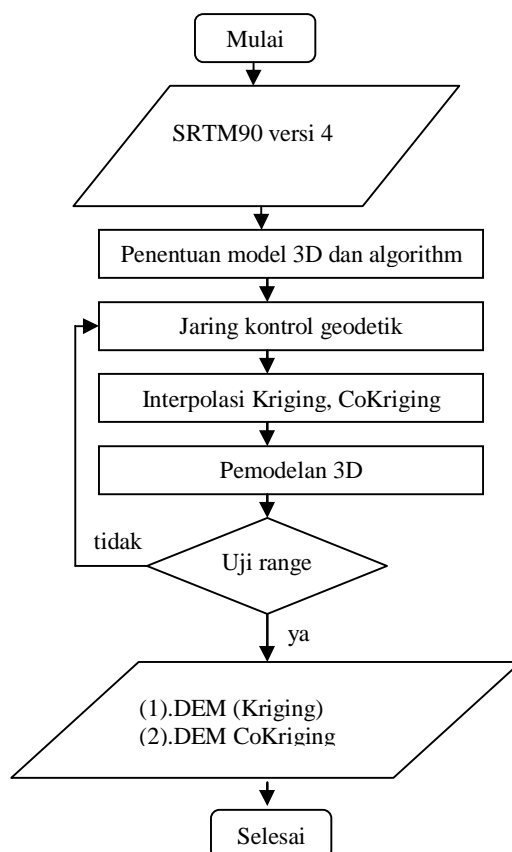 Mulai
SRTM90 versi 4
Penentuan model 3D dan algorithm
Jaring kontrol geodetik
Interpolasi Kriging, CoKriging
Pemodelan 3D
tidak
Uji range
ya
(1).DEM (Kriging)
(2).DEM CoKriging
Selesai